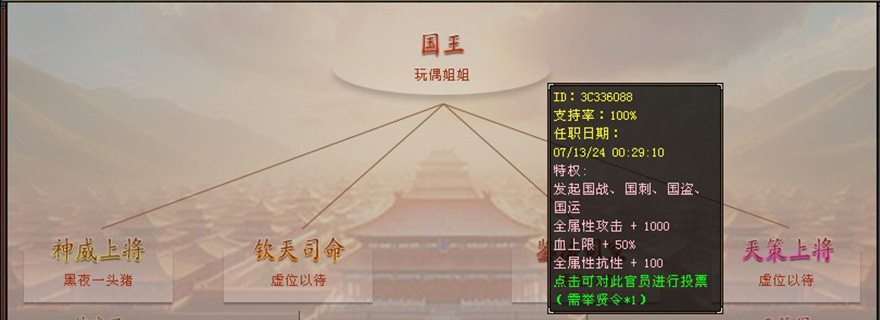 国王
玩偶姐姐
ID：3C336088
支持率：100%
任职日期：
07/13/24 00:29:10
特权:
发起国战、国刺、国盗、
国运
全属性攻击 + 1000
血上限 + 50%
全属性抗性 + 100
点击可对此官员进行投票
（需举贤令*1）
神威上将
黑夜一头猪
钦天司命
虚位以待
天策上将
虚位以待